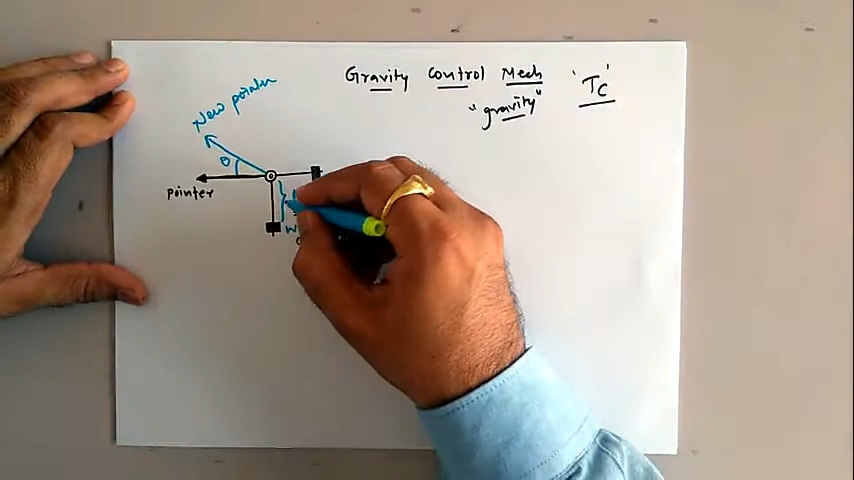 Gravity Control Mech 'Tc'
"gravity"
New pointer
θ
pointer